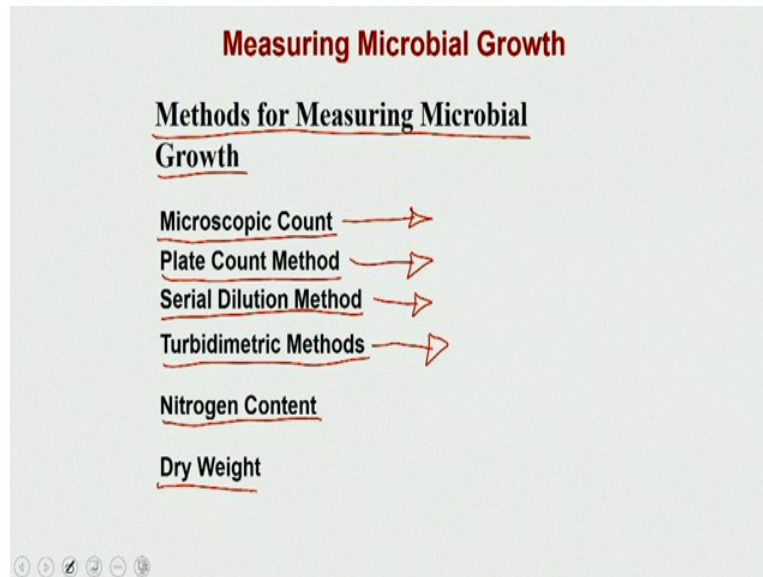 Measuring Microbial Growth
Methods for Measuring Microbial
Growth
Microscopic Count
Plate Count Method
Serial Dilution Method
Turbidimetric Methods
Nitrogen Content
Dry Weight